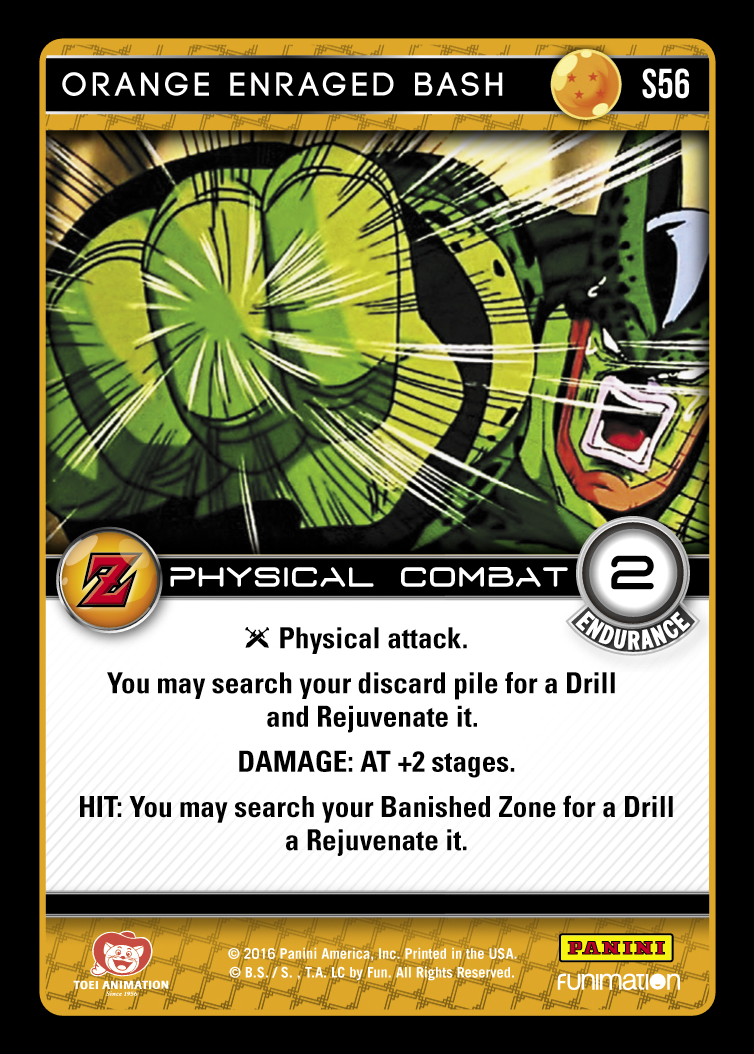 ORANGE ENRAGED BASH
S56
Z
PHYSICAL COMBAT
2
ENDURANCE
Physical attack.
You may search your discard pile for a Drill
and Rejuvenate it.
DAMAGE: AT +2 stages.
HIT: You may search your Banished Zone for a Drill
a Rejuvenate it.
TOEI ANIMATION
Since 1956
© 2016 Panini America, Inc. Printed in the USA.
© B.S. / S. , T.A. LC by Fun. All Rights Reserved.
PANINI
FUNIMATION